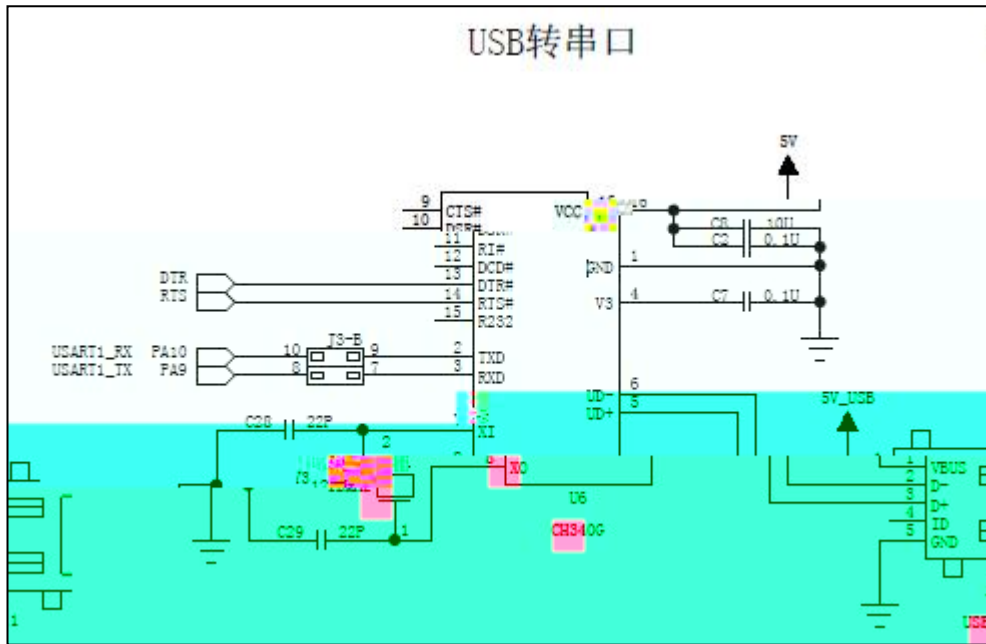 USB转串口
5V
9 CTS# VCC
10
C8 10U
11 C2 0.1U
12 RI# GND 1
DTR 13 DCD#
RTS 14 DTR# V3 4 C7 0.1U
15 RTS#
R232
J3-B
USART1_RX PA10 10 9 2 TXD
USART1_TX PA9 8 7 3 RXD
UD- 6
UD+ 5 5V_USB
C28 22P XI
2
XO 1 VBUS
2 D-
U6 3 D+
4 ID
C29 22P 1 CH340G 5 GND
1 USB